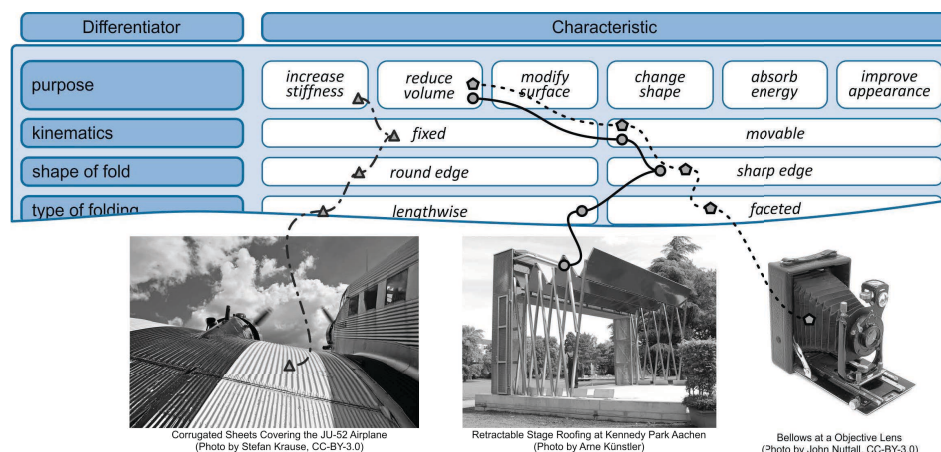 Differentiator
Characteristic
purpose
increase stiffness
reduce volume
modify surface
change shape
absorb energy
improve appearance
kinematics
fixed
movable
shape of fold
round edge
sharp edge
type of folding
lengthwise
faceted
Corrugated Sheets Covering the JU-52 Airplane
(Photo by Stefan Krause, CC-BY-3.0)
Retractable Stage Roofing at Kennedy Park Aachen
(Photo by Arne Künstler)
Bellows at a Objective Lens
(Photo by John Nuttall, CC-BY-3.0)